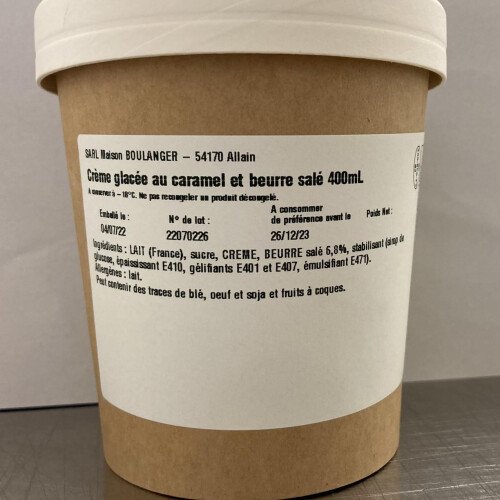 SARL Maison BOULANGER – 54170 Allain
Crème glacée au caramel et beurre salé 400mL
A conserver à – 18°C. Ne pas recongeler un produit décongelé.
Emballé le : N° de lot : A consommer de préférence avant le Poids Net :
04/07/22 22070226 26/12/23
Ingrédients : LAIT (France), sucre, CREME, BEURRE salé 6,8%, stabilisant (sirop de
glucose, épaississant E410, gélifiants E401 et E407, émulsifiant E471).
Allergènes : lait.
Peut contenir des traces de blé, oeuf et soja et fruits à coques.